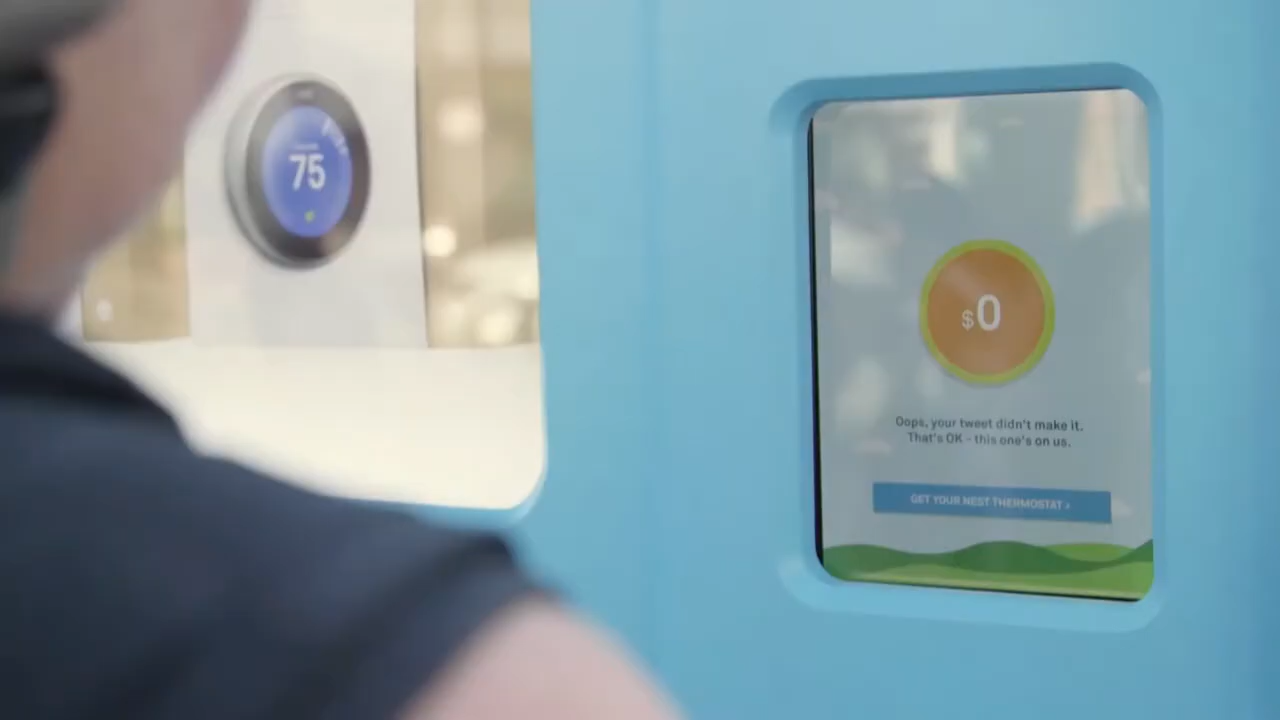 75
$0
Oops, your tweet didn't make it.
That's OK - this one's on us.
GET YOUR NEST THERMOSTAT ›